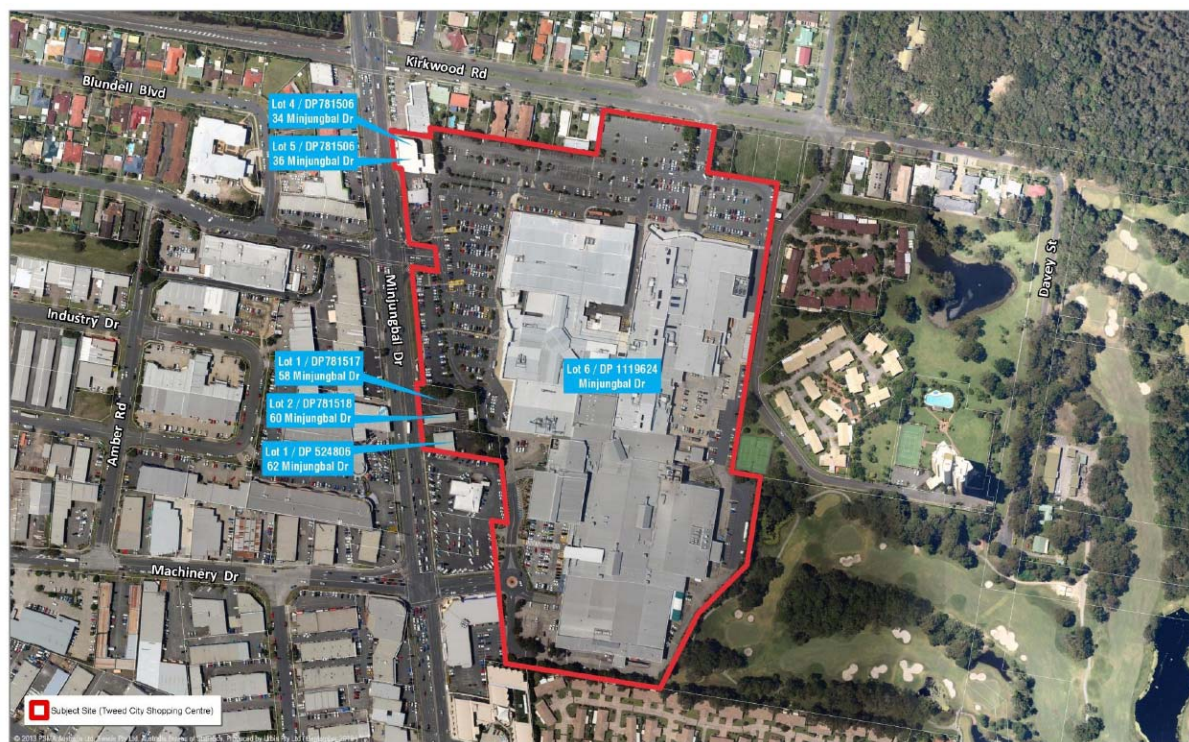 Kirkwood Rd
Blundell Blvd
Lot 4 / DP781506
34 Minjungbal Dr
Lot 5 / DP781506
36 Minjungbal Dr
Davey St
Minjungbal Dr
Industry Dr
Lot 1 / DP781517
58 Minjungbal Dr
Lot 6 / DP 1119624
Minjungbal Dr
Lot 2 / DP781518
60 Minjungbal Dr
Amber Rd
Lot 1 / DP 524806
62 Minjungbal Dr
Machinery Dr
Subject Site (Tweed City Shopping Centre)